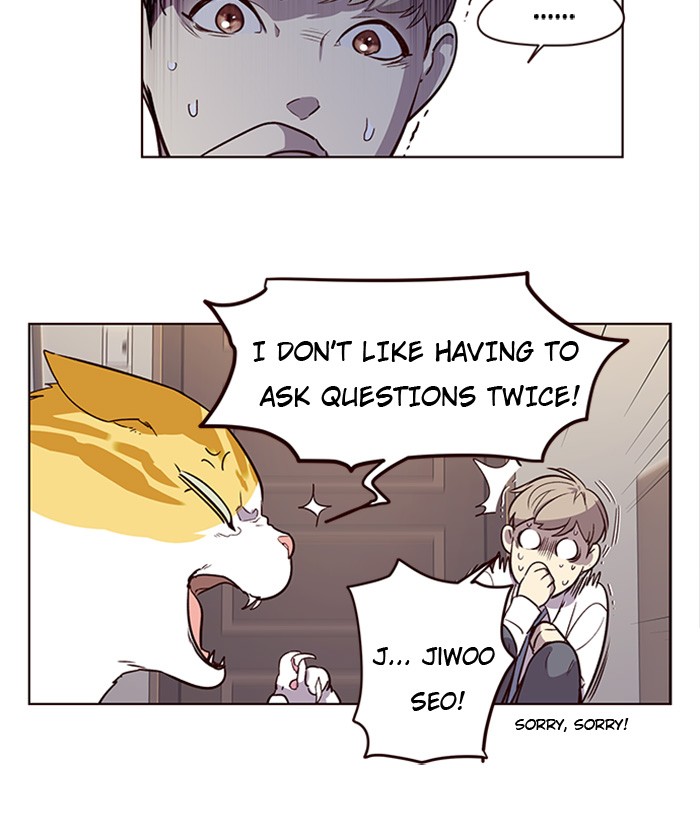 ......
I DON'T LIKE HAVING TO
ASK QUESTIONS TWICE!
J... JIWOO
SEO!
SORRY, SORRY!